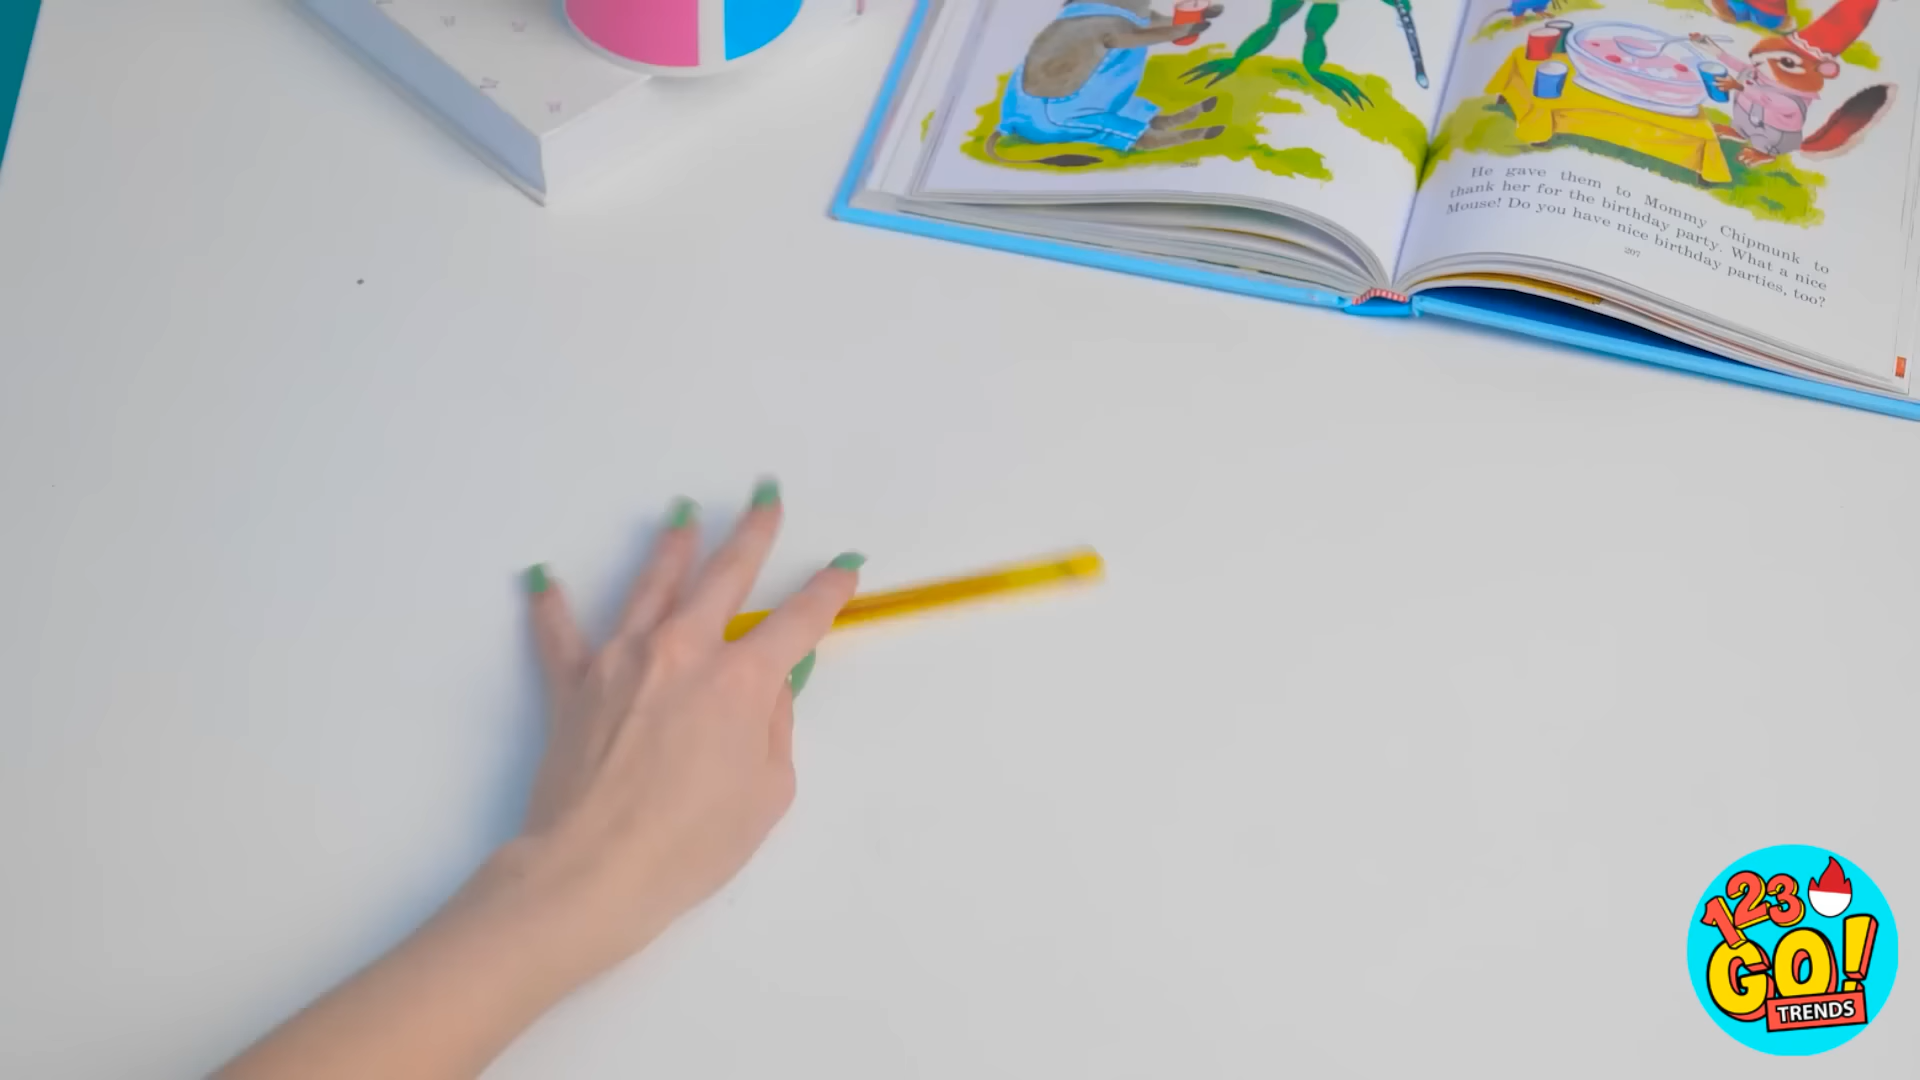 He gave them to Mommy Chipmunk to
thank her for the birthday party. What a nice
Mouse! Do you have nice birthday parties, too?
207
123
GO!
TRENDS